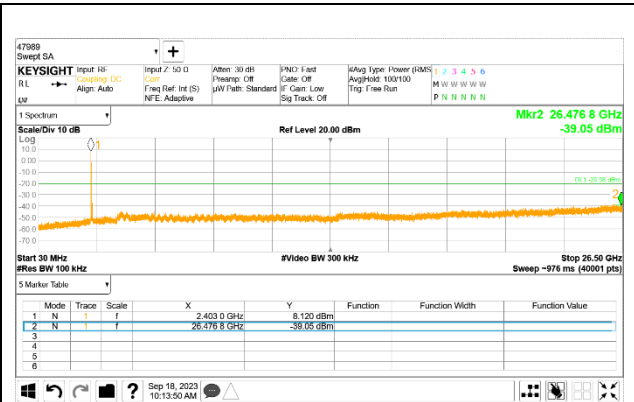 47989
Swept SA
+
KEYSIGHT Input: RF Input Z: 50 Ω Atten: 30 dB PNO: Fast #Avg Type: Power (RMS 1 2 3 4 5 6
RL Coupling: DC Corr Preamp: Off Gate: Off Avg|Hold: 100/100 M W W W W W
Align: Auto Freq Ref: Int (S) µW Path: Standard IF Gain: Low Trig: Free Run
NFE: Adaptive Sig Track: Off P N N N N N
1 Spectrum Mkr2 26.476 8 GHz
Scale/Div 10 dB Ref Level 20.00 dBm -39.05 dBm
Log
10.0 1
0.00
-10.0
-20.0
-30.0 2
-40.0
-50.0
-60.0
-70.0
Start 30 MHz #Video BW 300 kHz Stop 26.50 GHz
#Res BW 100 kHz Sweep ~976 ms (40001 pts)
5 Marker Table
Mode Trace Scale X Y Function Function Width Function Value
1 N 1 f 2.403 0 GHz 8.120 dBm
2 N 1 f 26.476 8 GHz -39.05 dBm
3
4
5
6
? Sep 18, 2023
10:13:50 AM